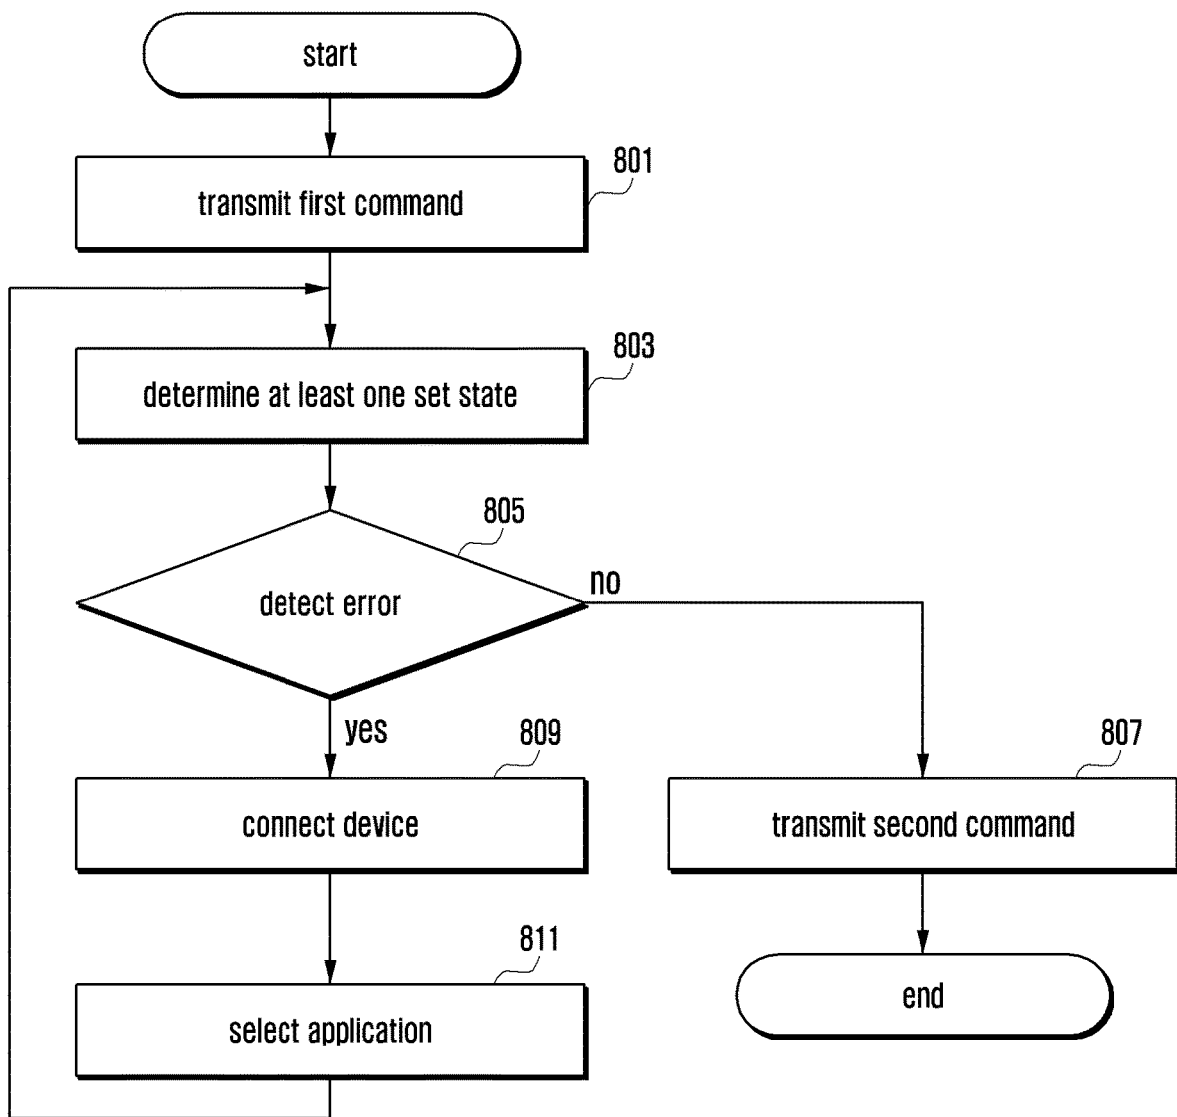 start
801
transmit first command
803
determine at least one set state
805
detect error
no
yes
809
connect device
807
transmit second command
811
select application
end